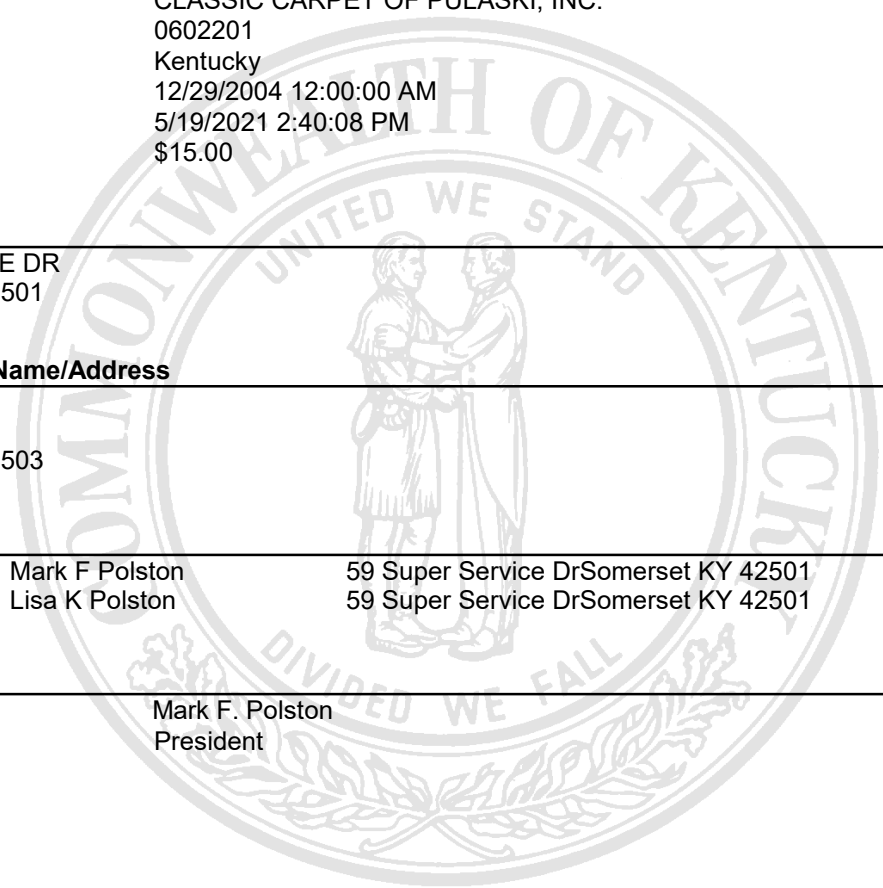 CLASSIC CARPET OF PULASKI, INC.
0602201
Kentucky
12/29/2004 12:00:00 AM
5/19/2021 2:40:08 PM
$15.00
E DR
501
Name/Address
503
Mark F Polston 59 Super Service DrSomerset KY 42501
Lisa K Polston 59 Super Service DrSomerset KY 42501
Mark F. Polston
President
COMMONWEALTH OF KENTUCKY
UNITED WE STAND
DIVIDED WE FALL